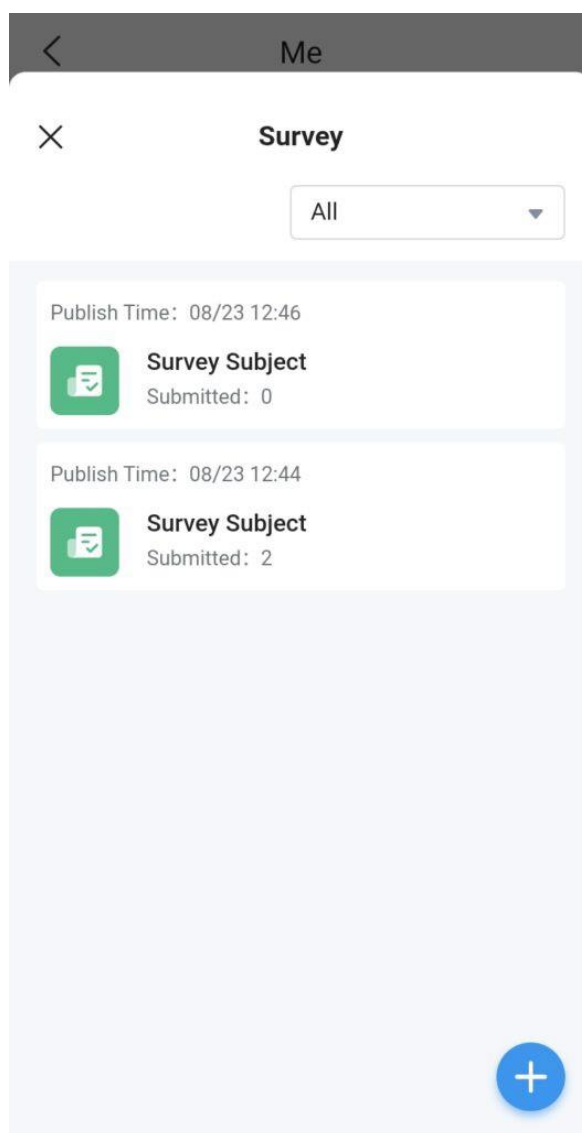 Me
Survey
All
Publish Time：08/23 12:46
Survey Subject
Submitted：0
Publish Time：08/23 12:44
Survey Subject
Submitted：2